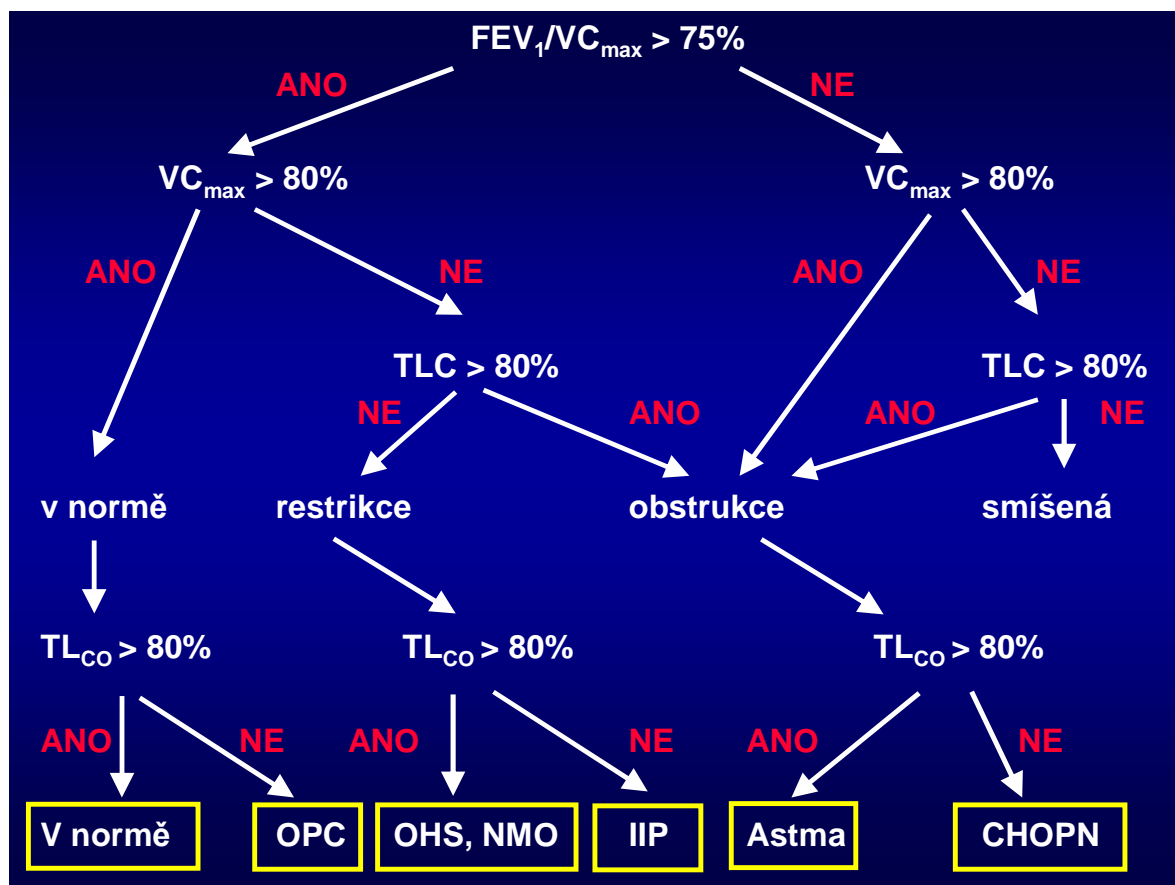 FEV₁/VCmax > 75%
ANO NE
VCmax > 80% VCmax > 80%
ANO NE ANO NE
TLC > 80% TLC > 80%
NE ANO ANO NE
v normě restrikce obstrukce smíšená
TLCO > 80% TLCO > 80% TLCO > 80%
ANO NE ANO NE ANO NE
V normě OPC OHS, NMO IIP Astma CHOPN